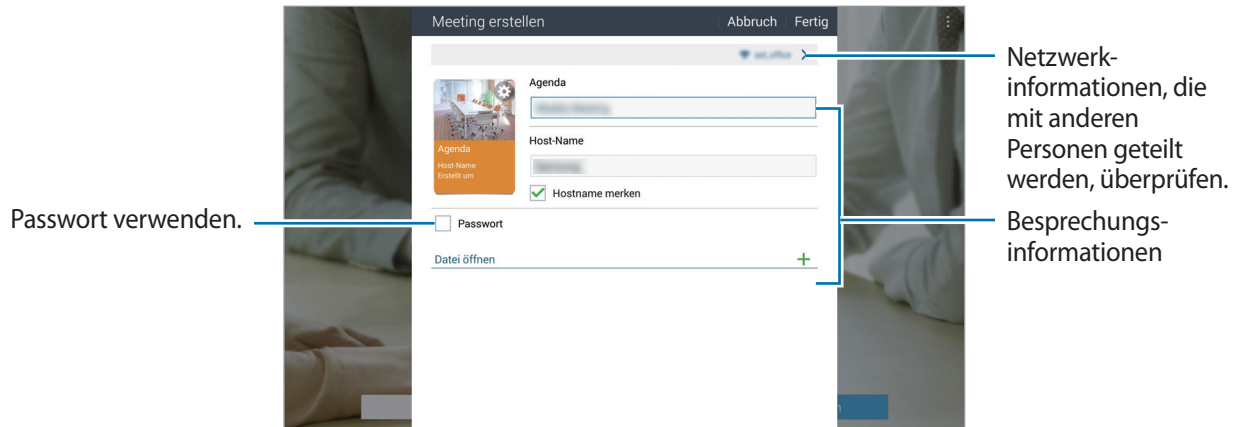 Meeting erstellen Abbruch Fertig
Agenda
Host-Name
Hostname merken
Agenda
Host-Name
Erstellt um
Passwort
Datei öffnen
Passwort verwenden.
Netzwerk-
informationen, die
mit anderen
Personen geteilt
werden, überprüfen.
Besprechungs-
informationen